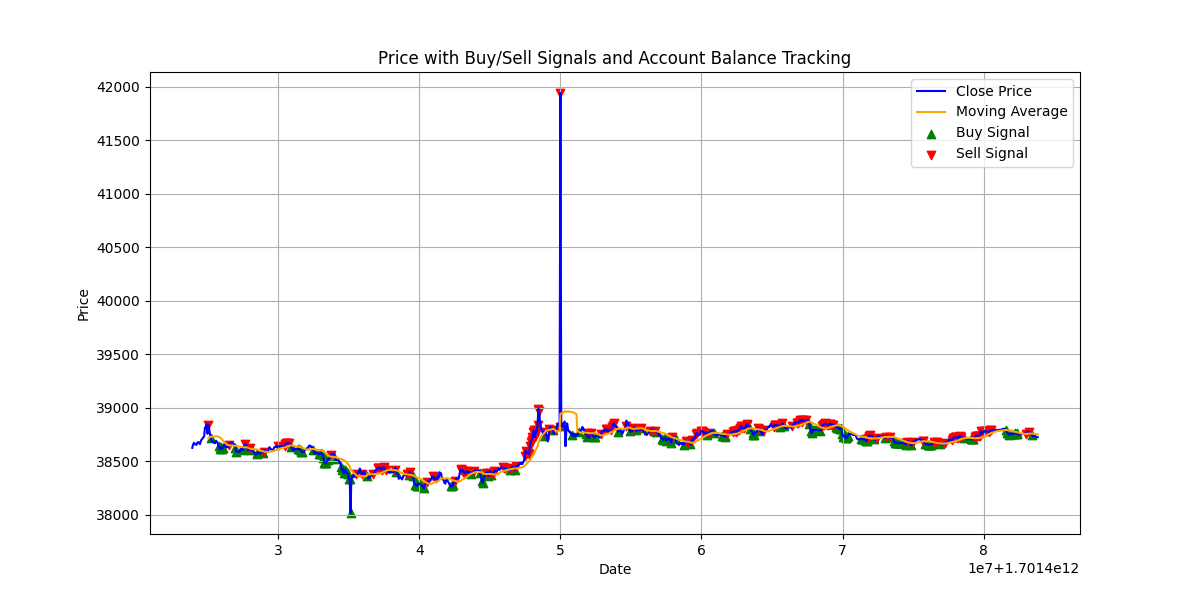 Price with Buy/Sell Signals and Account Balance Tracking
42000
41500
41000
40500
40000
39500
39000
38500
38000
Price
Close Price
Moving Average
Buy Signal
Sell Signal
3 4 5 6 7 8
Date
1e7+1.7014e12